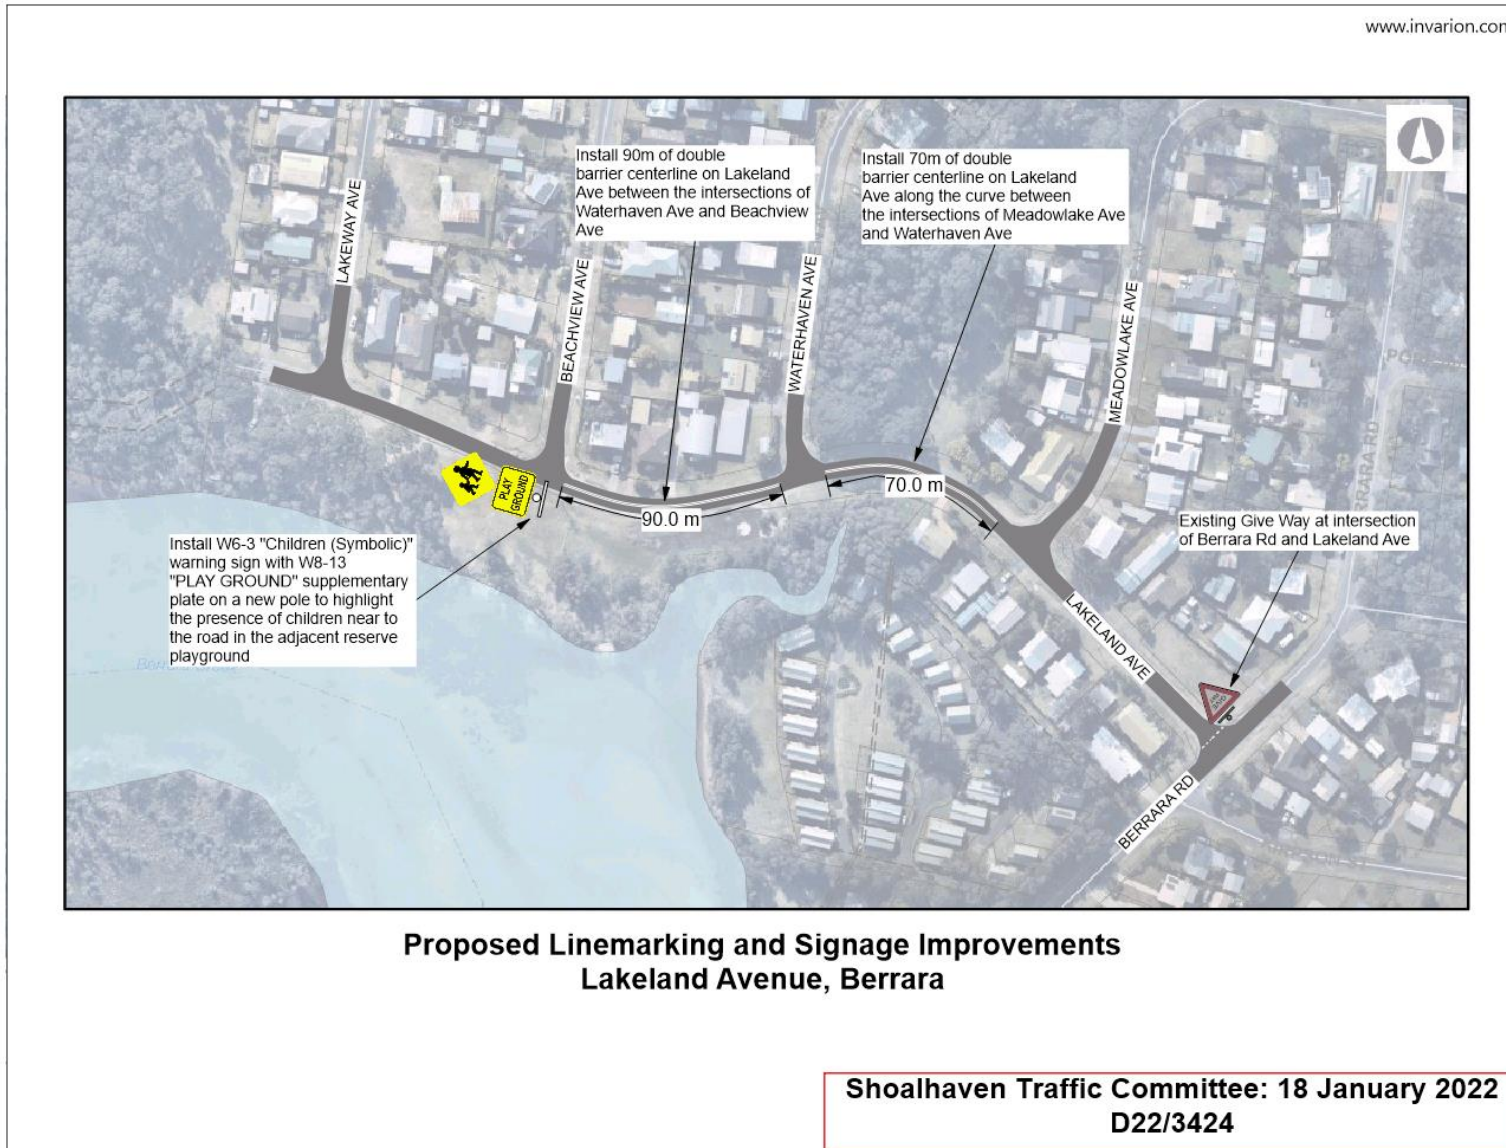 www.invarion.com
Install 90m of double
barrier centerline on Lakeland
Ave between the intersections of
Waterhaven Ave and Beachview
Ave
Install 70m of double
barrier centerline on Lakeland
Ave along the curve between
the intersections of Meadowlake Ave
and Waterhaven Ave
LAKEWAY AVE
BEACHVIEW AVE
WATERHAVEN AVE
MEADOWLAKE AVE
PLAY
GROUND
90.0 m
70.0 m
Existing Give Way at intersection
of Berrara Rd and Lakeland Ave
Install W6-3 "Children (Symbolic)"
warning sign with W8-13
"PLAY GROUND" supplementary
plate on a new pole to highlight
the presence of children near to
the road in the adjacent reserve
playground
LAKELAND AVE
BERRARA RD
Proposed Linemarking and Signage Improvements
Lakeland Avenue, Berrara
Shoalhaven Traffic Committee: 18 January 2022
D22/3424